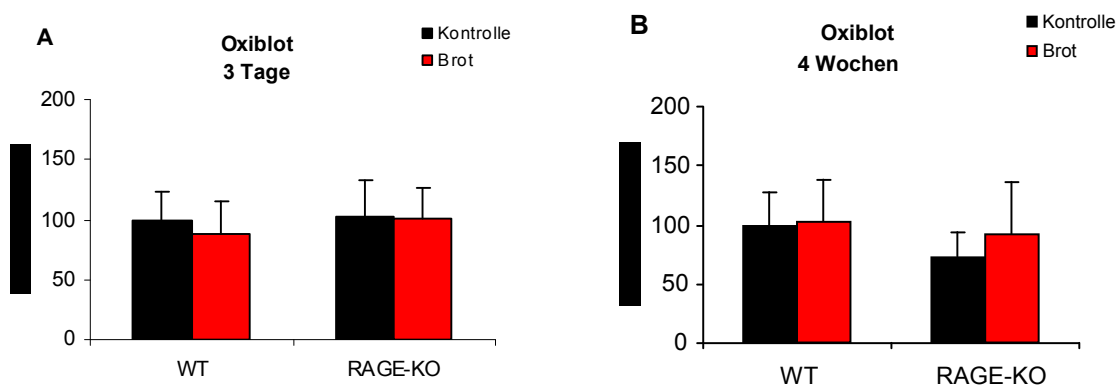 A
Oxiblot
3 Tage
Kontrolle
Brot
200
150
100
50
0
WT
RAGE-KO
B
Oxiblot
4 Wochen
Kontrolle
Brot
200
150
100
50
0
WT
RAGE-KO